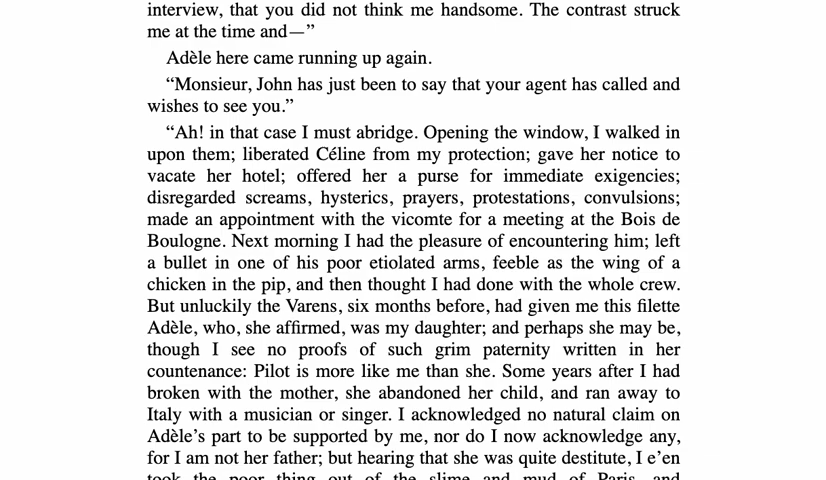 interview, that you did not think me handsome. The contrast struck
me at the time and—”
Adèle here came running up again.
“Monsieur, John has just been to say that your agent has called and
wishes to see you.”
“Ah! in that case I must abridge. Opening the window, I walked in
upon them; liberated Céline from my protection; gave her notice to
vacate her hotel; offered her a purse for immediate exigencies;
disregarded screams, hysterics, prayers, protestations, convulsions;
made an appointment with the vicomte for a meeting at the Bois de
Boulogne. Next morning I had the pleasure of encountering him; left
a bullet in one of his poor etiolated arms, feeble as the wing of a
chicken in the pip, and then thought I had done with the whole crew.
But unluckily the Varens, six months before, had given me this filette
Adèle, who, she affirmed, was my daughter; and perhaps she may be,
though I see no proofs of such grim paternity written in her
countenance: Pilot is more like me than she. Some years after I had
broken with the mother, she abandoned her child, and ran away to
Italy with a musician or singer. I acknowledged no natural claim on
Adèle’s part to be supported by me, nor do I now acknowledge any,
for I am not her father; but hearing that she was quite destitute, I e’en
took the poor thing out of the slime and mud of Paris, and